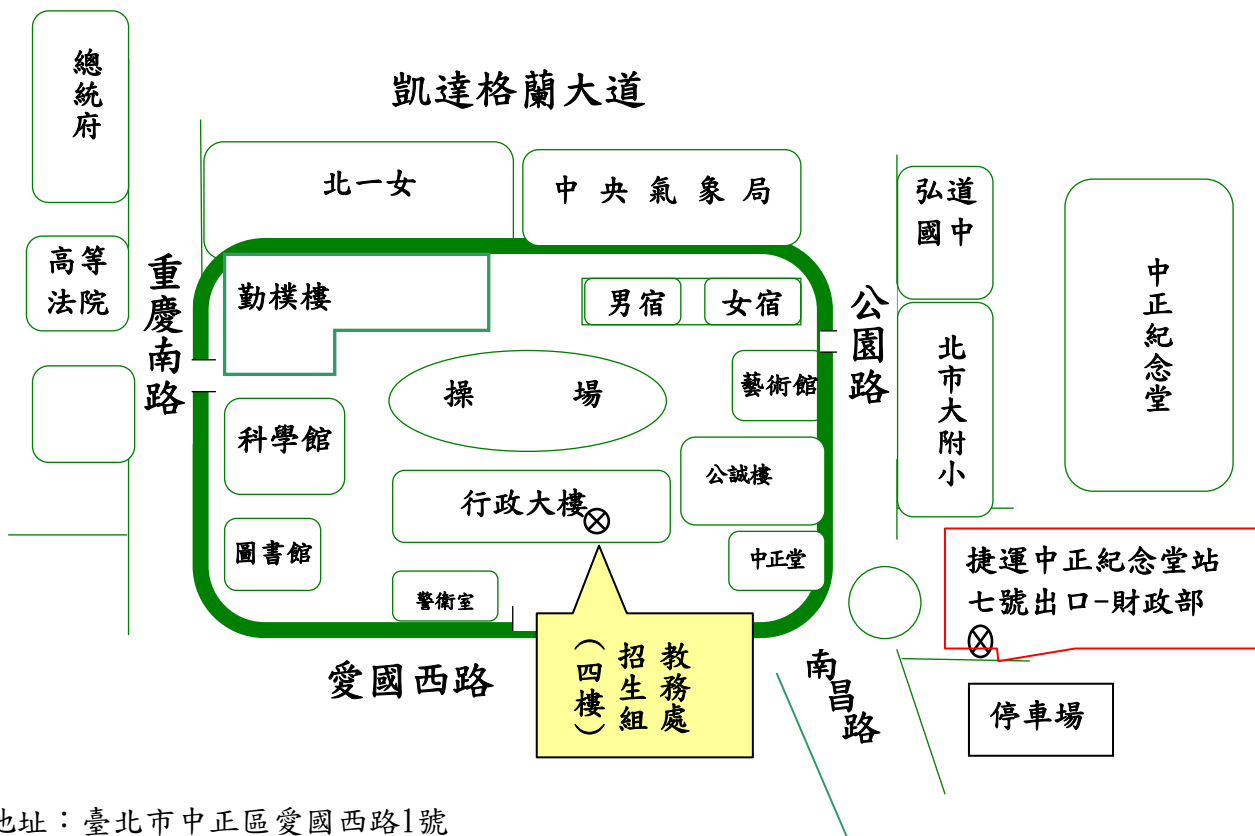 總統府
凱達格蘭大道
北一女
中央氣象局
弘道
國中
中正紀念堂
高等
法院
重慶南路
勤樸樓
男宿
女宿
公園路
北市大附小
操場
藝術館
科學館
公誠樓
行政大樓
圖書館
中正堂
警衛室
捷運中正紀念堂站
七號出口-財政部
教務處
招生組
(四樓)
愛國西路
南昌路
停車場
地址：臺北市中正區愛國西路1號